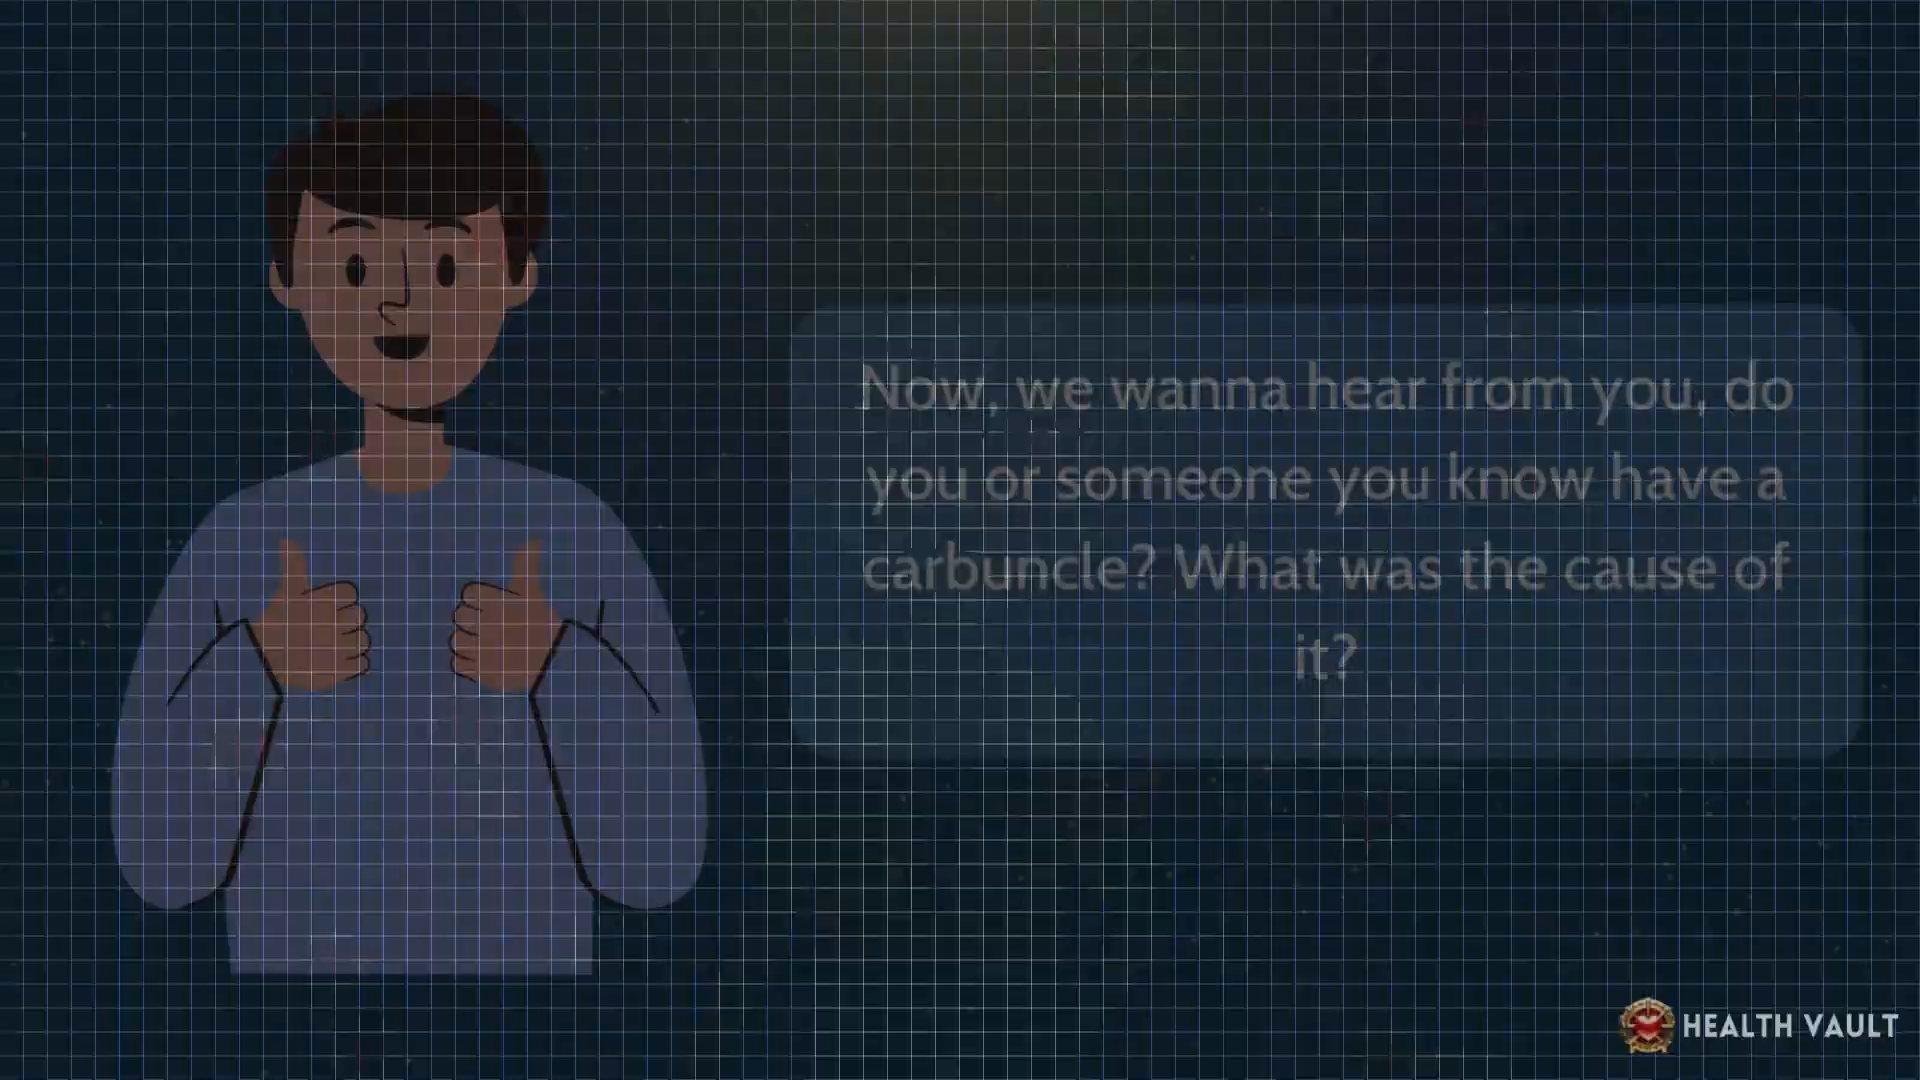 Now, we wanna hear from you, do
you or someone you know have a
carbuncle? What was the cause of
it?
HEALTH VAULT